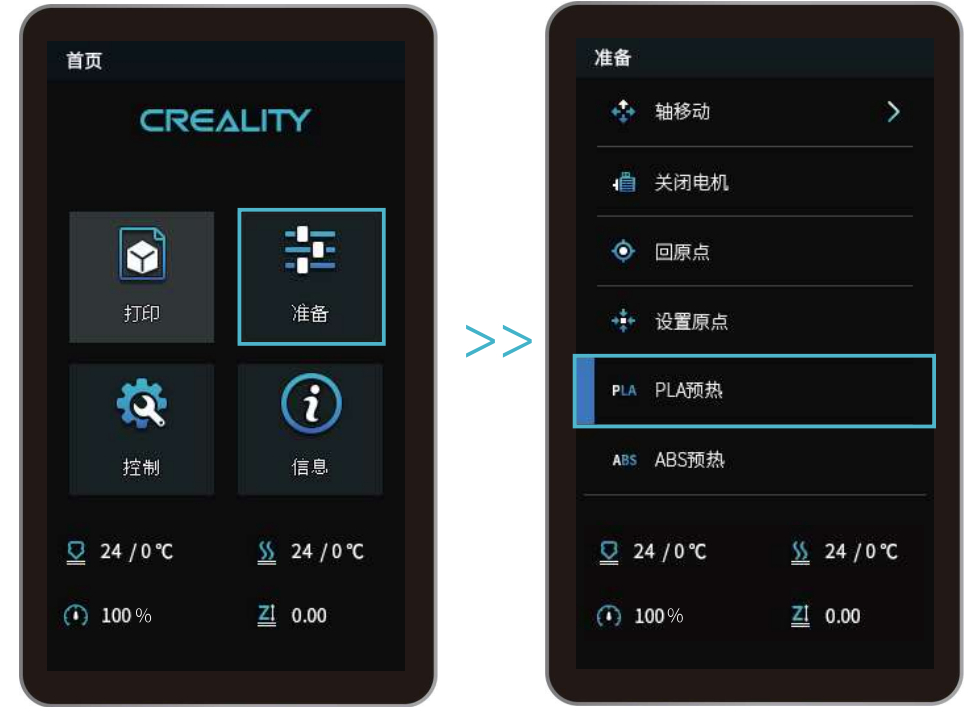 首页
CREALITY
打印
准备
控制
信息
24 / 0 ℃
24 / 0 ℃
100 %
Z 0.00
>>
准备
轴移动
关闭电机
回原点
设置原点
PLA PLA预热
ABS ABS预热
24 / 0 ℃
24 / 0 ℃
100 %
Z 0.00